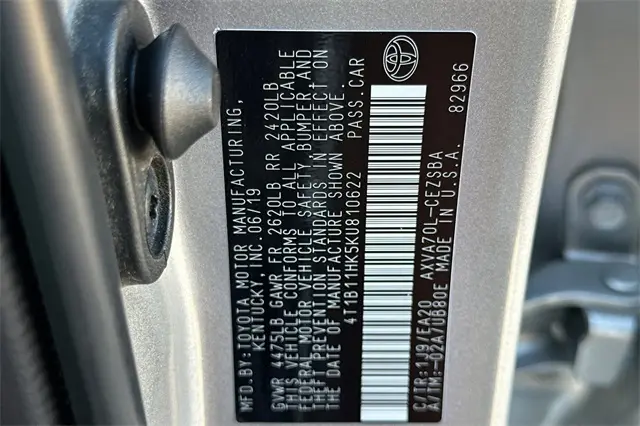 MFD.BY:TOYOTA MOTOR MANUFACTURING,
KENTUCKY, INC. 06/19
GVWR 4475LB GAWR FR 2620LB RR 2420LB
THIS VEHICLE CONFORMS TO ALL APPLICABLE
FEDERAL MOTOR VEHICLE SAFETY, BUMPER AND
THEFT PREVENTION STANDARDS IN EFFECT ON
THE DATE OF MANUFACTURE SHOWN ABOVE.
4T1B11HK5KU810622 PASS.CAR
C/TR:1J9/EA20 AXVA70L-CEZSBA
A/TM:-02A/UB80E MADE IN U.S.A.
82966